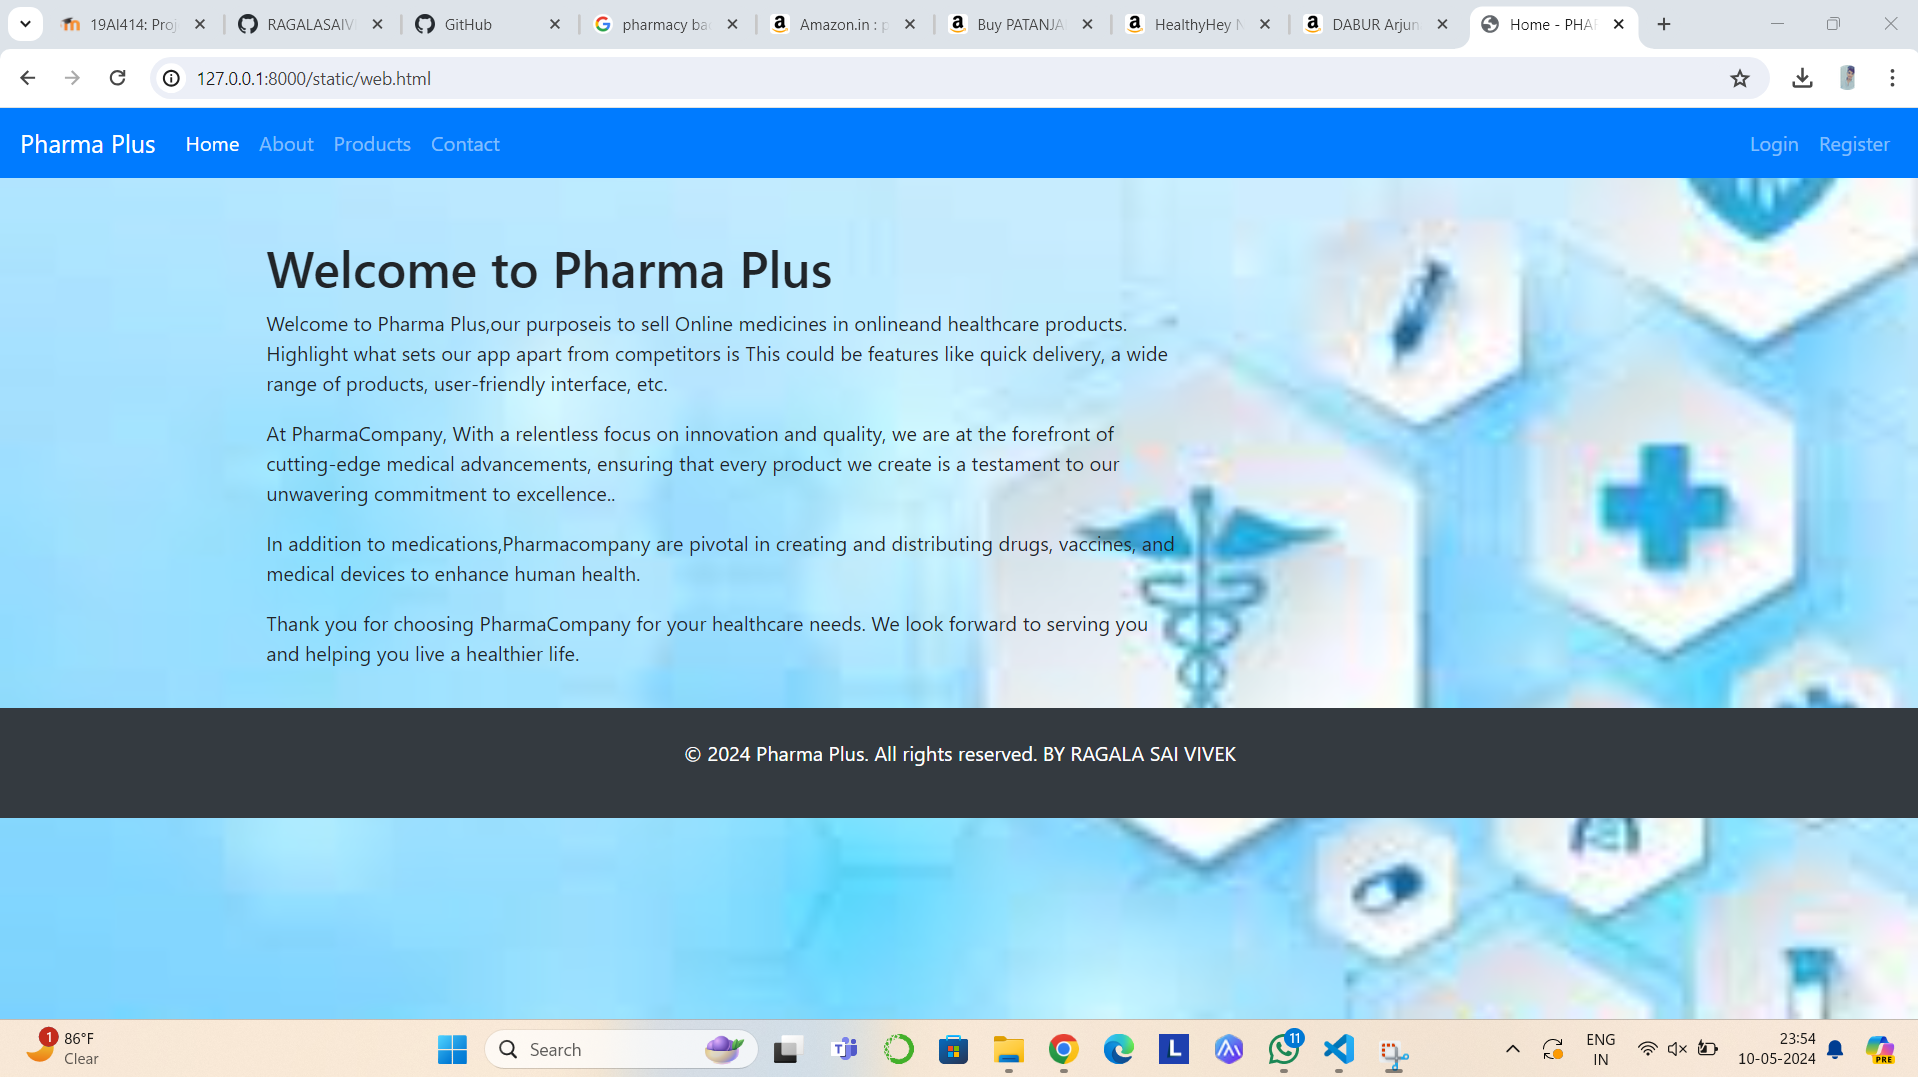 19AI414: Proj
RAGALASAIV
GitHub
pharmacy bac
Amazon.in : p
Buy PATANJA
HealthyHey N
DABUR Arjun
Home - PHAR
127.0.0.1:8000/static/web.html
Pharma Plus Home About Products Contact Login Register
Welcome to Pharma Plus
Welcome to Pharma Plus,our purposeis to sell Online medicines in onlineand healthcare products.
Highlight what sets our app apart from competitors is This could be features like quick delivery, a wide
range of products, user-friendly interface, etc.
At PharmaCompany, With a relentless focus on innovation and quality, we are at the forefront of
cutting-edge medical advancements, ensuring that every product we create is a testament to our
unwavering commitment to excellence..
In addition to medications,Pharmacompany are pivotal in creating and distributing drugs, vaccines, and
medical devices to enhance human health.
Thank you for choosing PharmaCompany for your healthcare needs. We look forward to serving you
and helping you live a healthier life.
© 2024 Pharma Plus. All rights reserved. BY RAGALA SAI VIVEK
1
86°F
Clear
Search
T
L
11
ENG
IN
23:54
10-05-2024
PRE